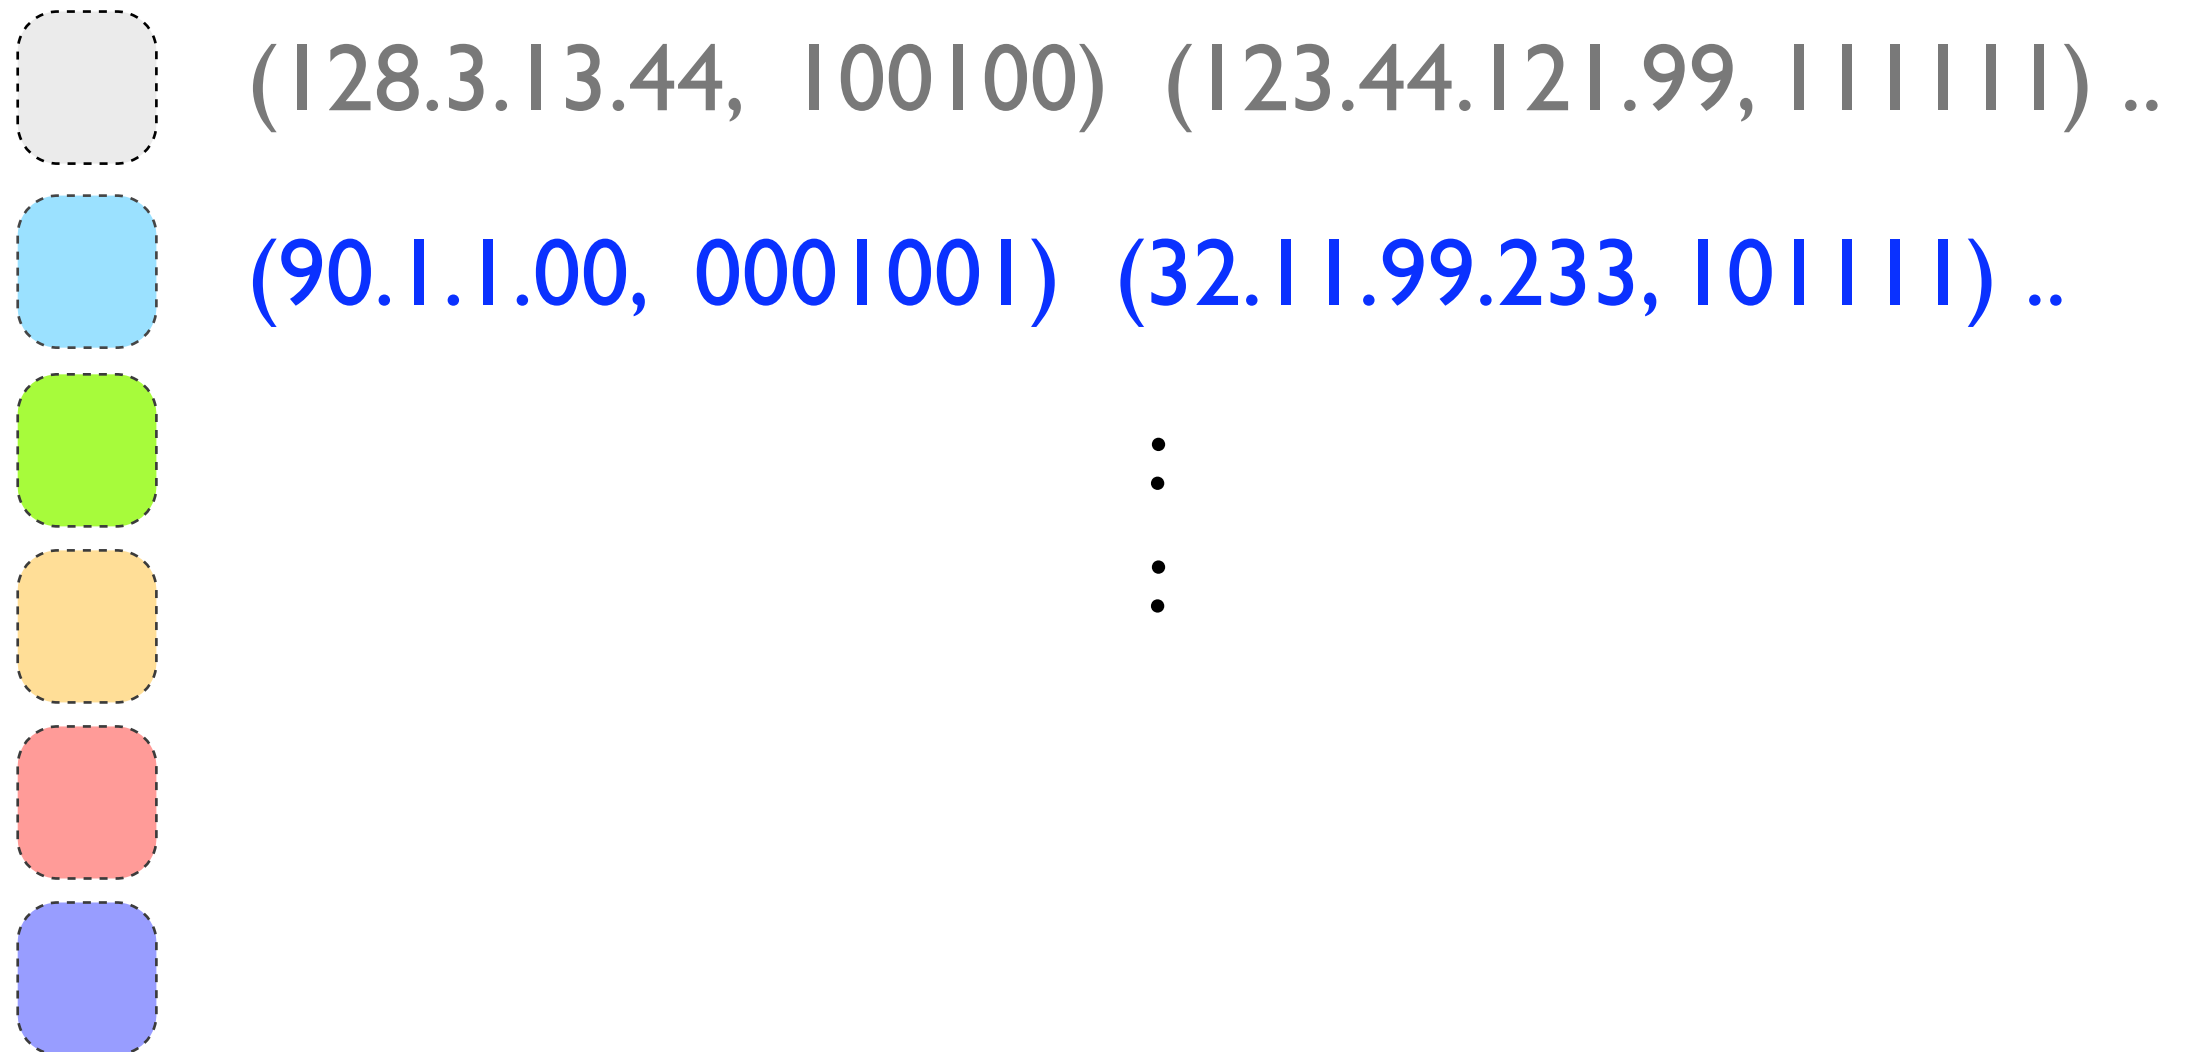 (128.3.13.44, 100100) (123.44.121.99, 111111) ..
(90.1.1.00, 0001001) (32.11.99.233, 101111) ..
:
: